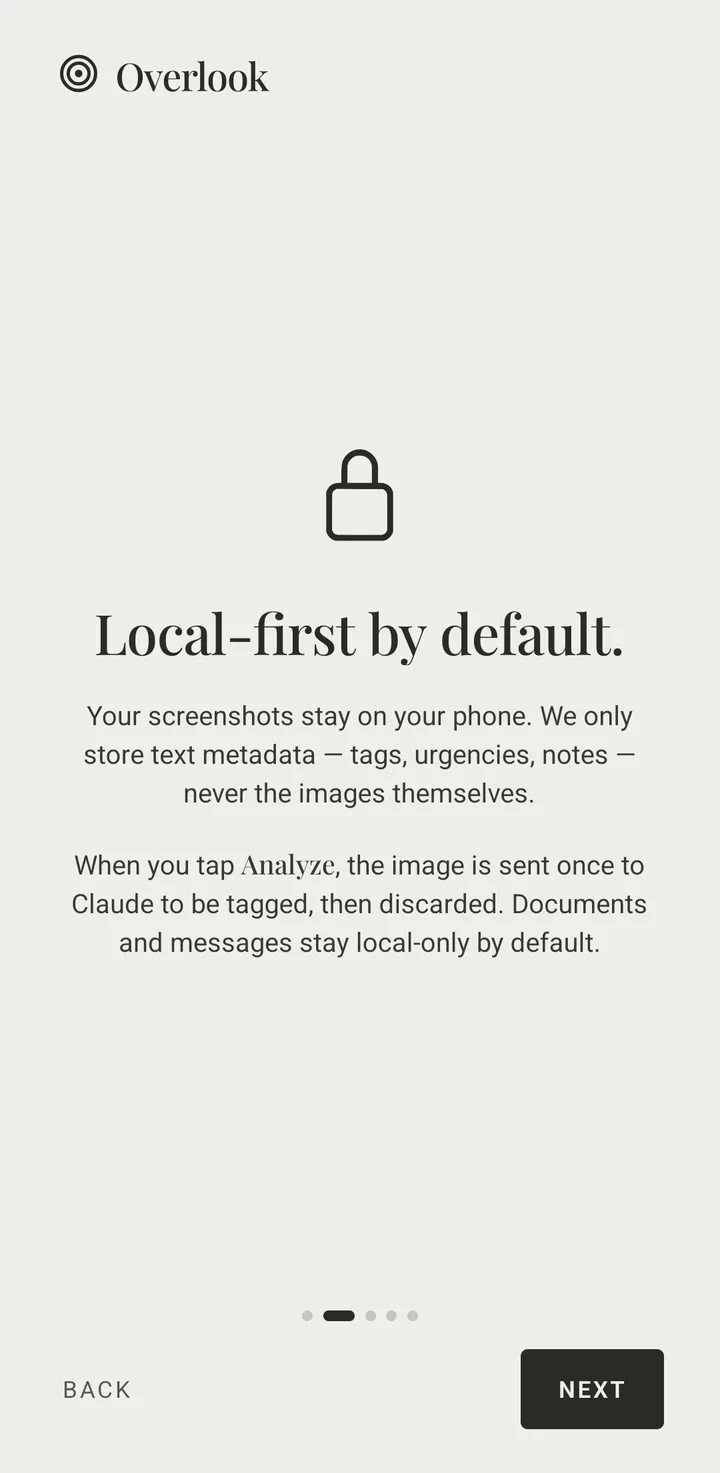 Overlook
Local-first by default.
Your screenshots stay on your phone. We only
store text metadata — tags, urgencies, notes —
never the images themselves.
When you tap Analyze, the image is sent once to
Claude to be tagged, then discarded. Documents
and messages stay local-only by default.
BACK
NEXT